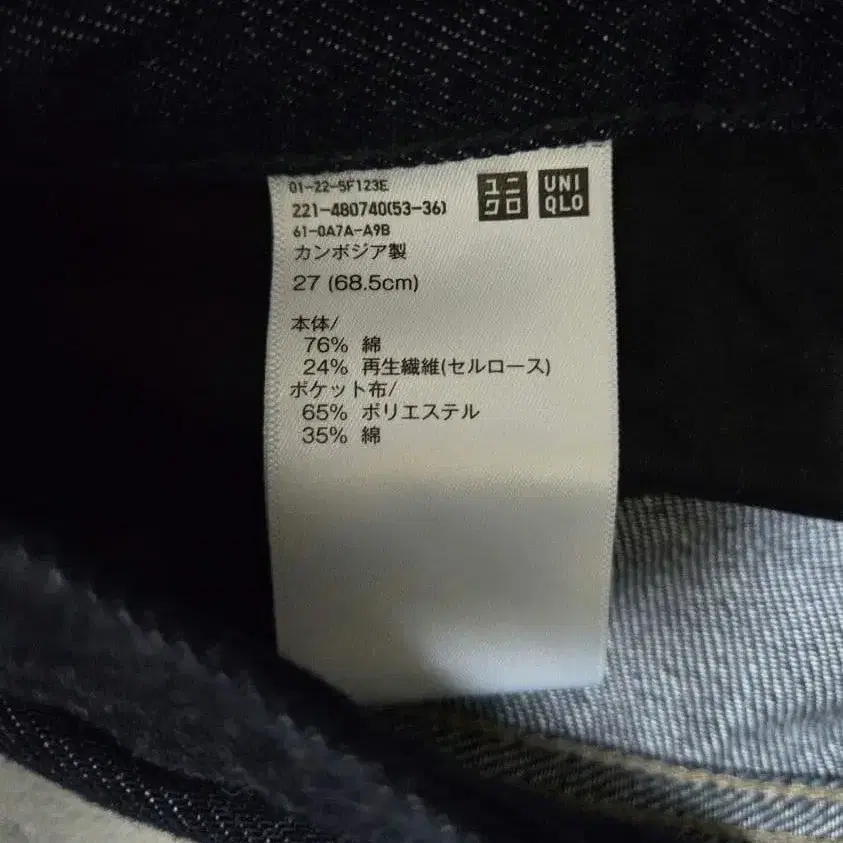 01-22-5F123E
221-480740(53-36)
61-0A7A-A9B
ユニ
クロ
UNI
QLO
カンボジア製
27 (68.5cm)
本体/
76% 綿
24% 再生繊維(セルロース)
ポケット布/
65% ポリエステル
35% 綿